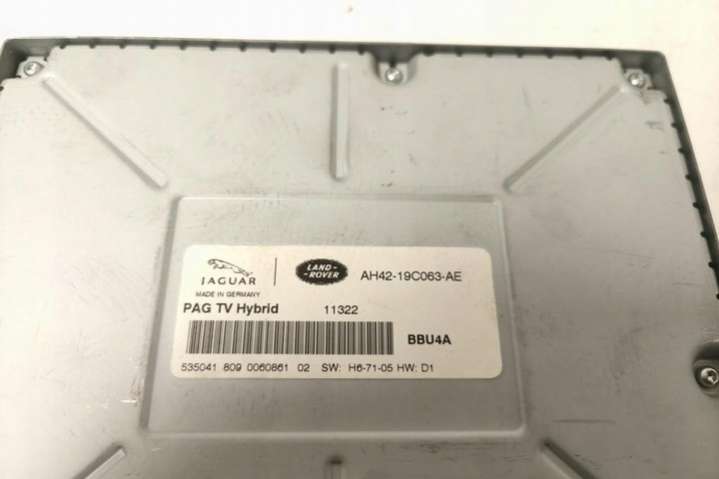 JAGUAR
LAND-
ROVER
AH42-19C063-AE
MADE IN GERMANY
PAG TV Hybrid 11322
BBU4A
535041 809 0060861 02 SW: H6-71-05 HW: D1